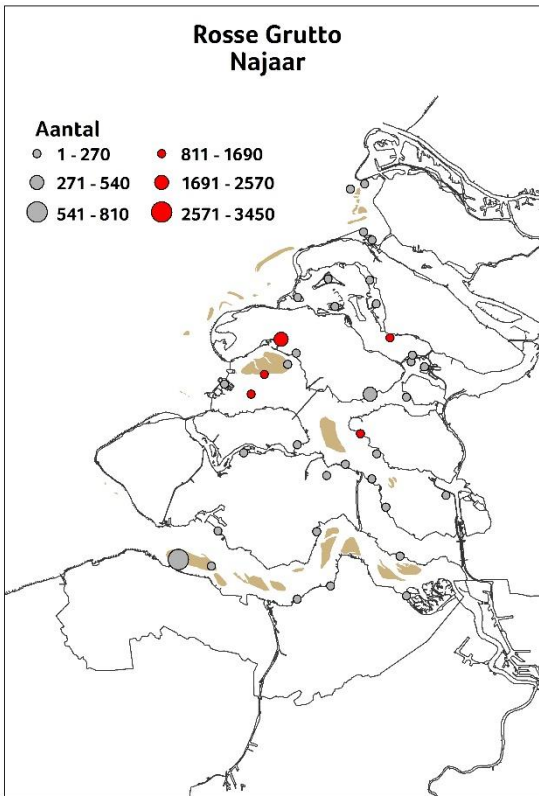 Rosse Grutto
Najaar
Aantal
1 - 270
811 - 1690
271 - 540
1691 - 2570
541 - 810
2571 - 3450